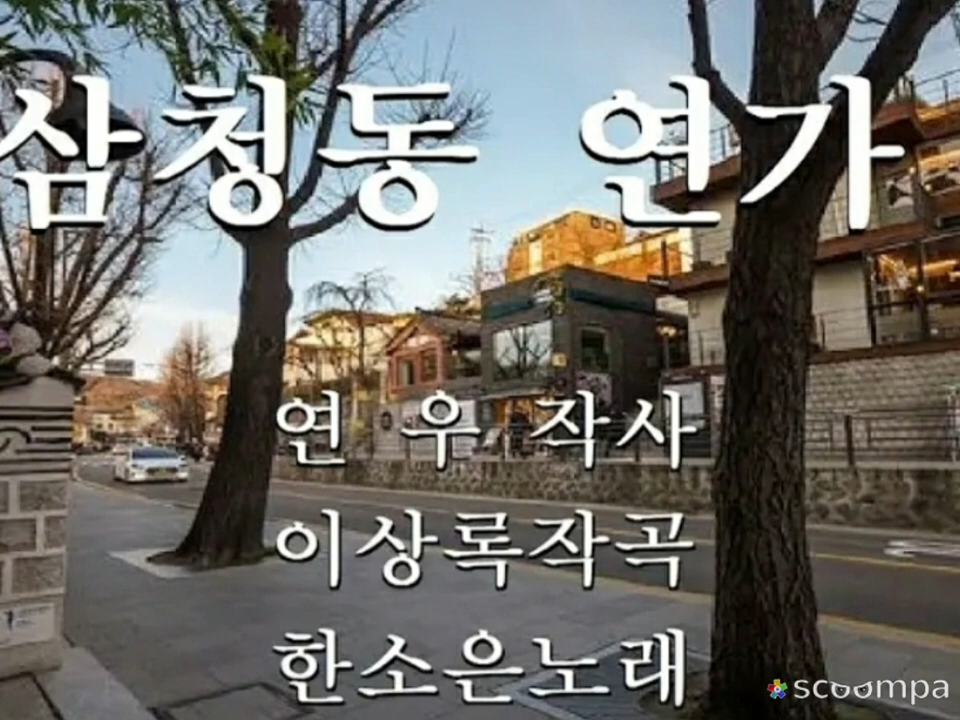 삼청동 연가
연 우 작사
이상록작곡
한소은노래
scoompa